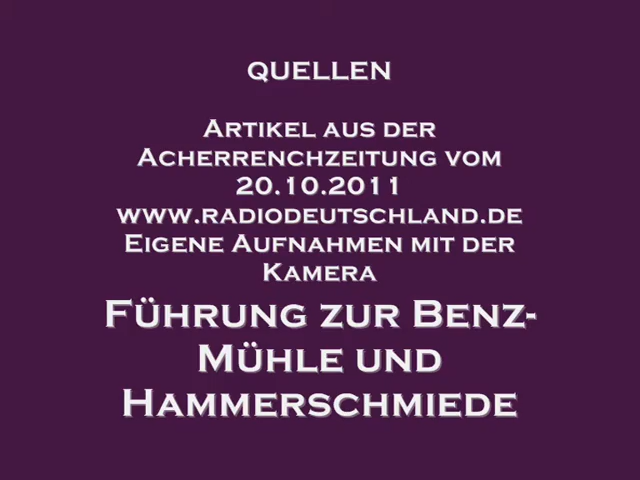 QUELLEN
ARTIKEL AUS DER
ACHERRENCHZEITUNG VOM
20.10.2011
WWW.RADIODEUTSCHLAND.DE
EIGENE AUFNAHMEN MIT DER
KAMERA
FÜHRUNG ZUR BENZ-
MÜHLE UND
HAMMERSCHMIEDE